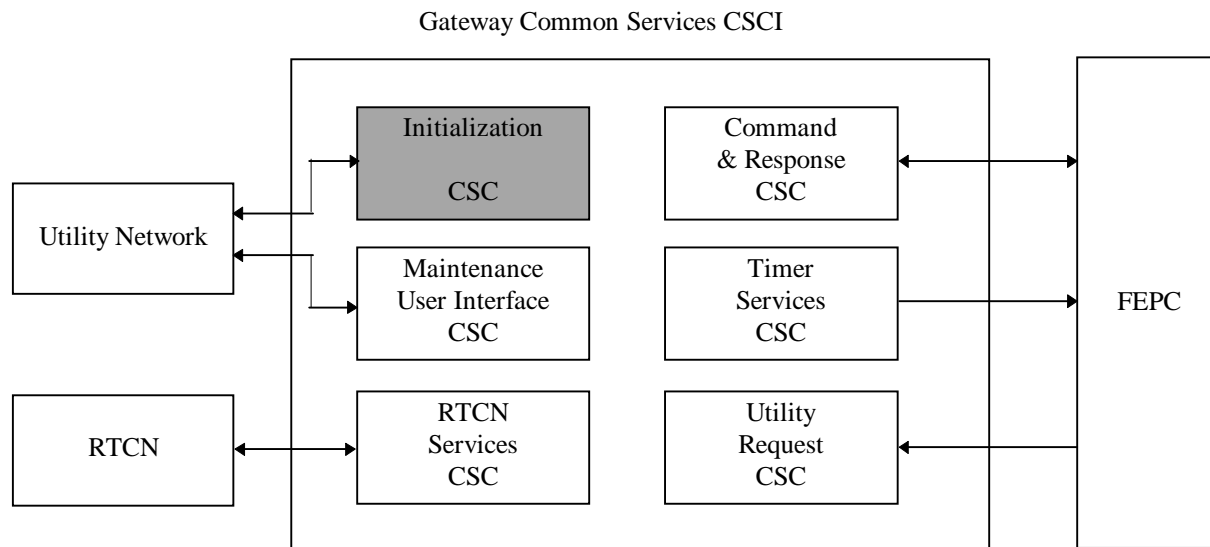 Gateway Common Services CSCI
Initialization
CSC
Command
& Response
CSC
Utility Network
Maintenance
User Interface
CSC
Timer
Services
CSC
FEPC
RTCN
RTCN
Services
CSC
Utility
Request
CSC